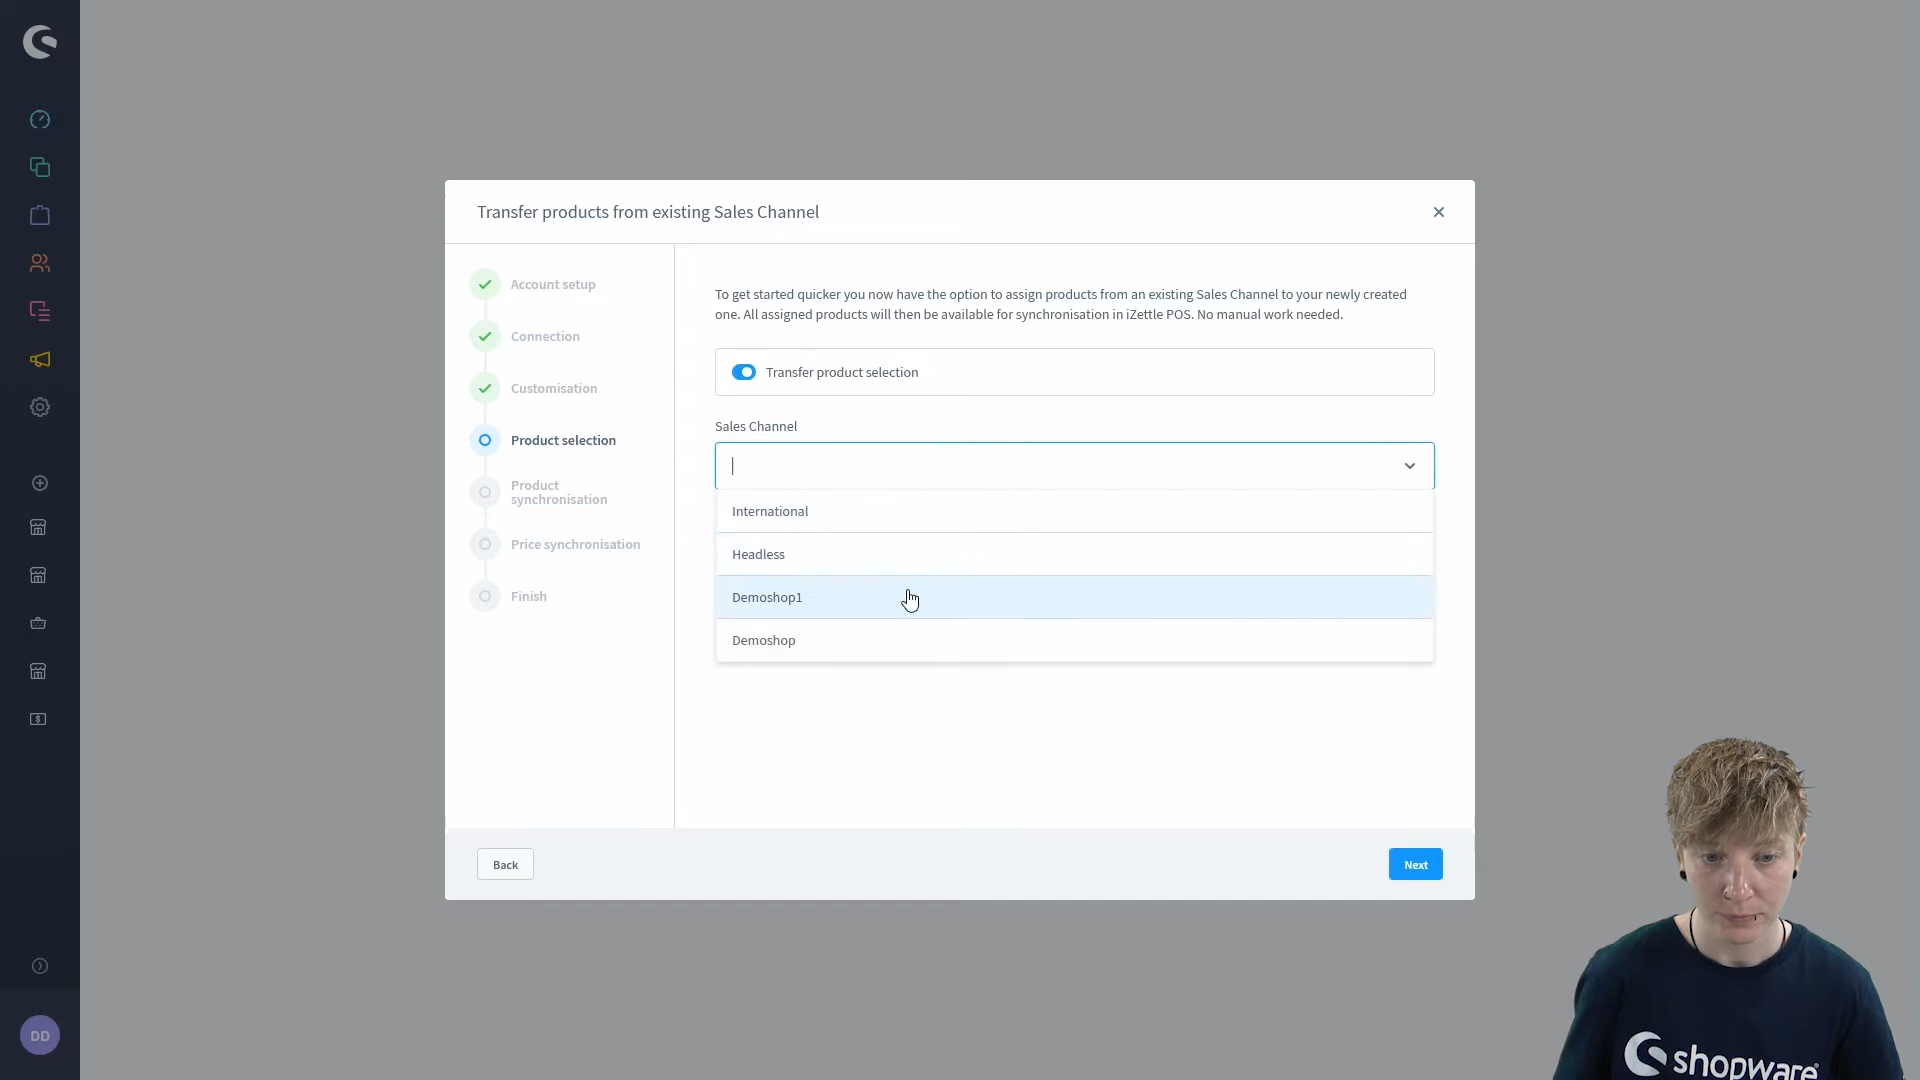 Transfer products from existing Sales Channel
Account setup
Connection
Customisation
Product selection
Product
synchronisation
Price synchronisation
Finish
To get started quicker you now have the option to assign products from an existing Sales Channel to your newly created
one. All assigned products will then be available for synchronisation in iZettle POS. No manual work needed.
Transfer product selection
Sales Channel
International
Headless
Demoshop1
Demoshop
Back
Next
DD
shopware